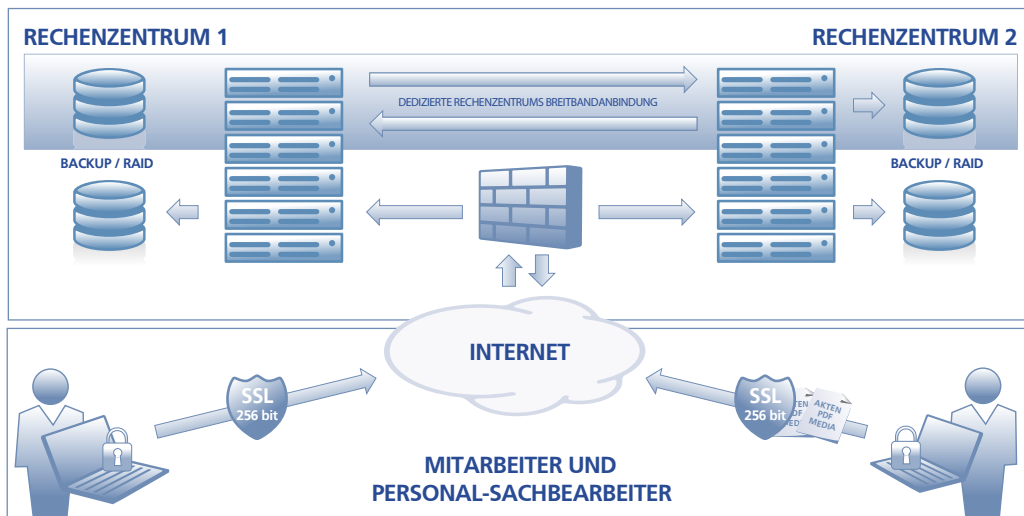 RECHENZENTRUM 1
RECHENZENTRUM 2
DEDIZIERTE RECHENZENTRUMS BREITBANDANBINDUNG
BACKUP / RAID
BACKUP / RAID
INTERNET
SSL
256 bit
SSL
256 bit
AKTEN
PDF
MEDIA
MITARBEITER UND
PERSONAL-SACHBEARBEITER